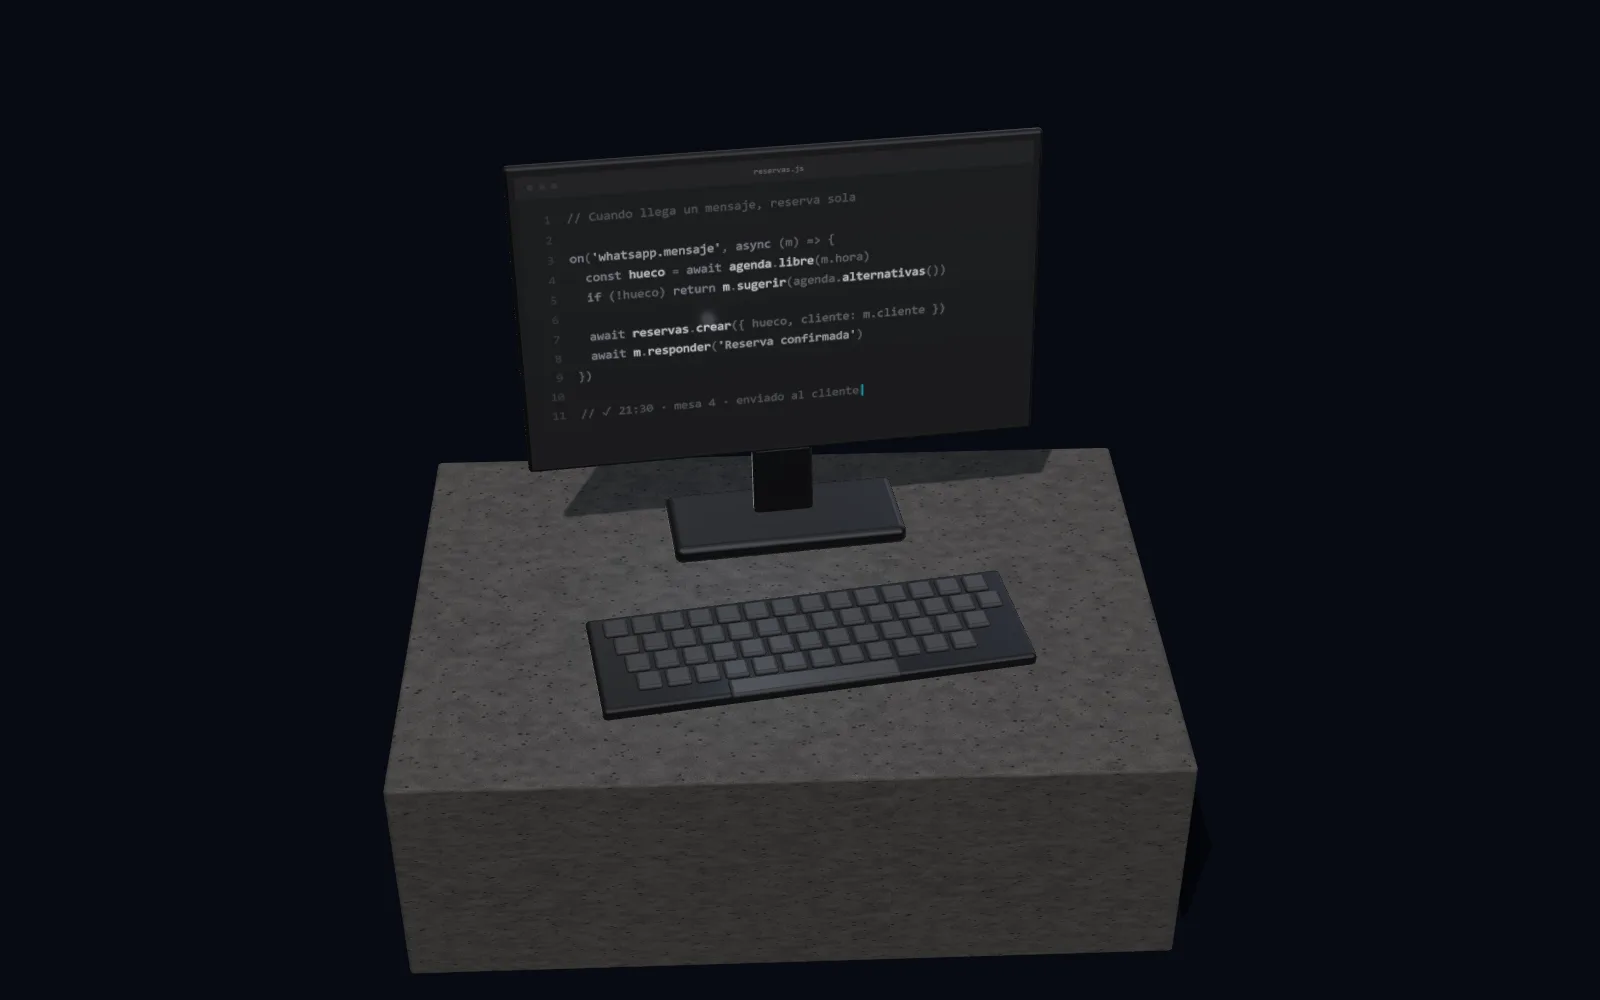 reservas.js
1 // Cuando llega un mensaje, reserva sola
2
3 on('whatsapp.mensaje', async (m) => {
4 const hueco = await agenda.libre(m.hora)
5 if (!hueco) return m.sugerir(agenda.alternativas())
6
7 await reservas.crear({ hueco, cliente: m.cliente })
8 await m.responder('Reserva confirmada')
9 })
10
11 // ✓ 21:30 · mesa 4 · enviado al cliente